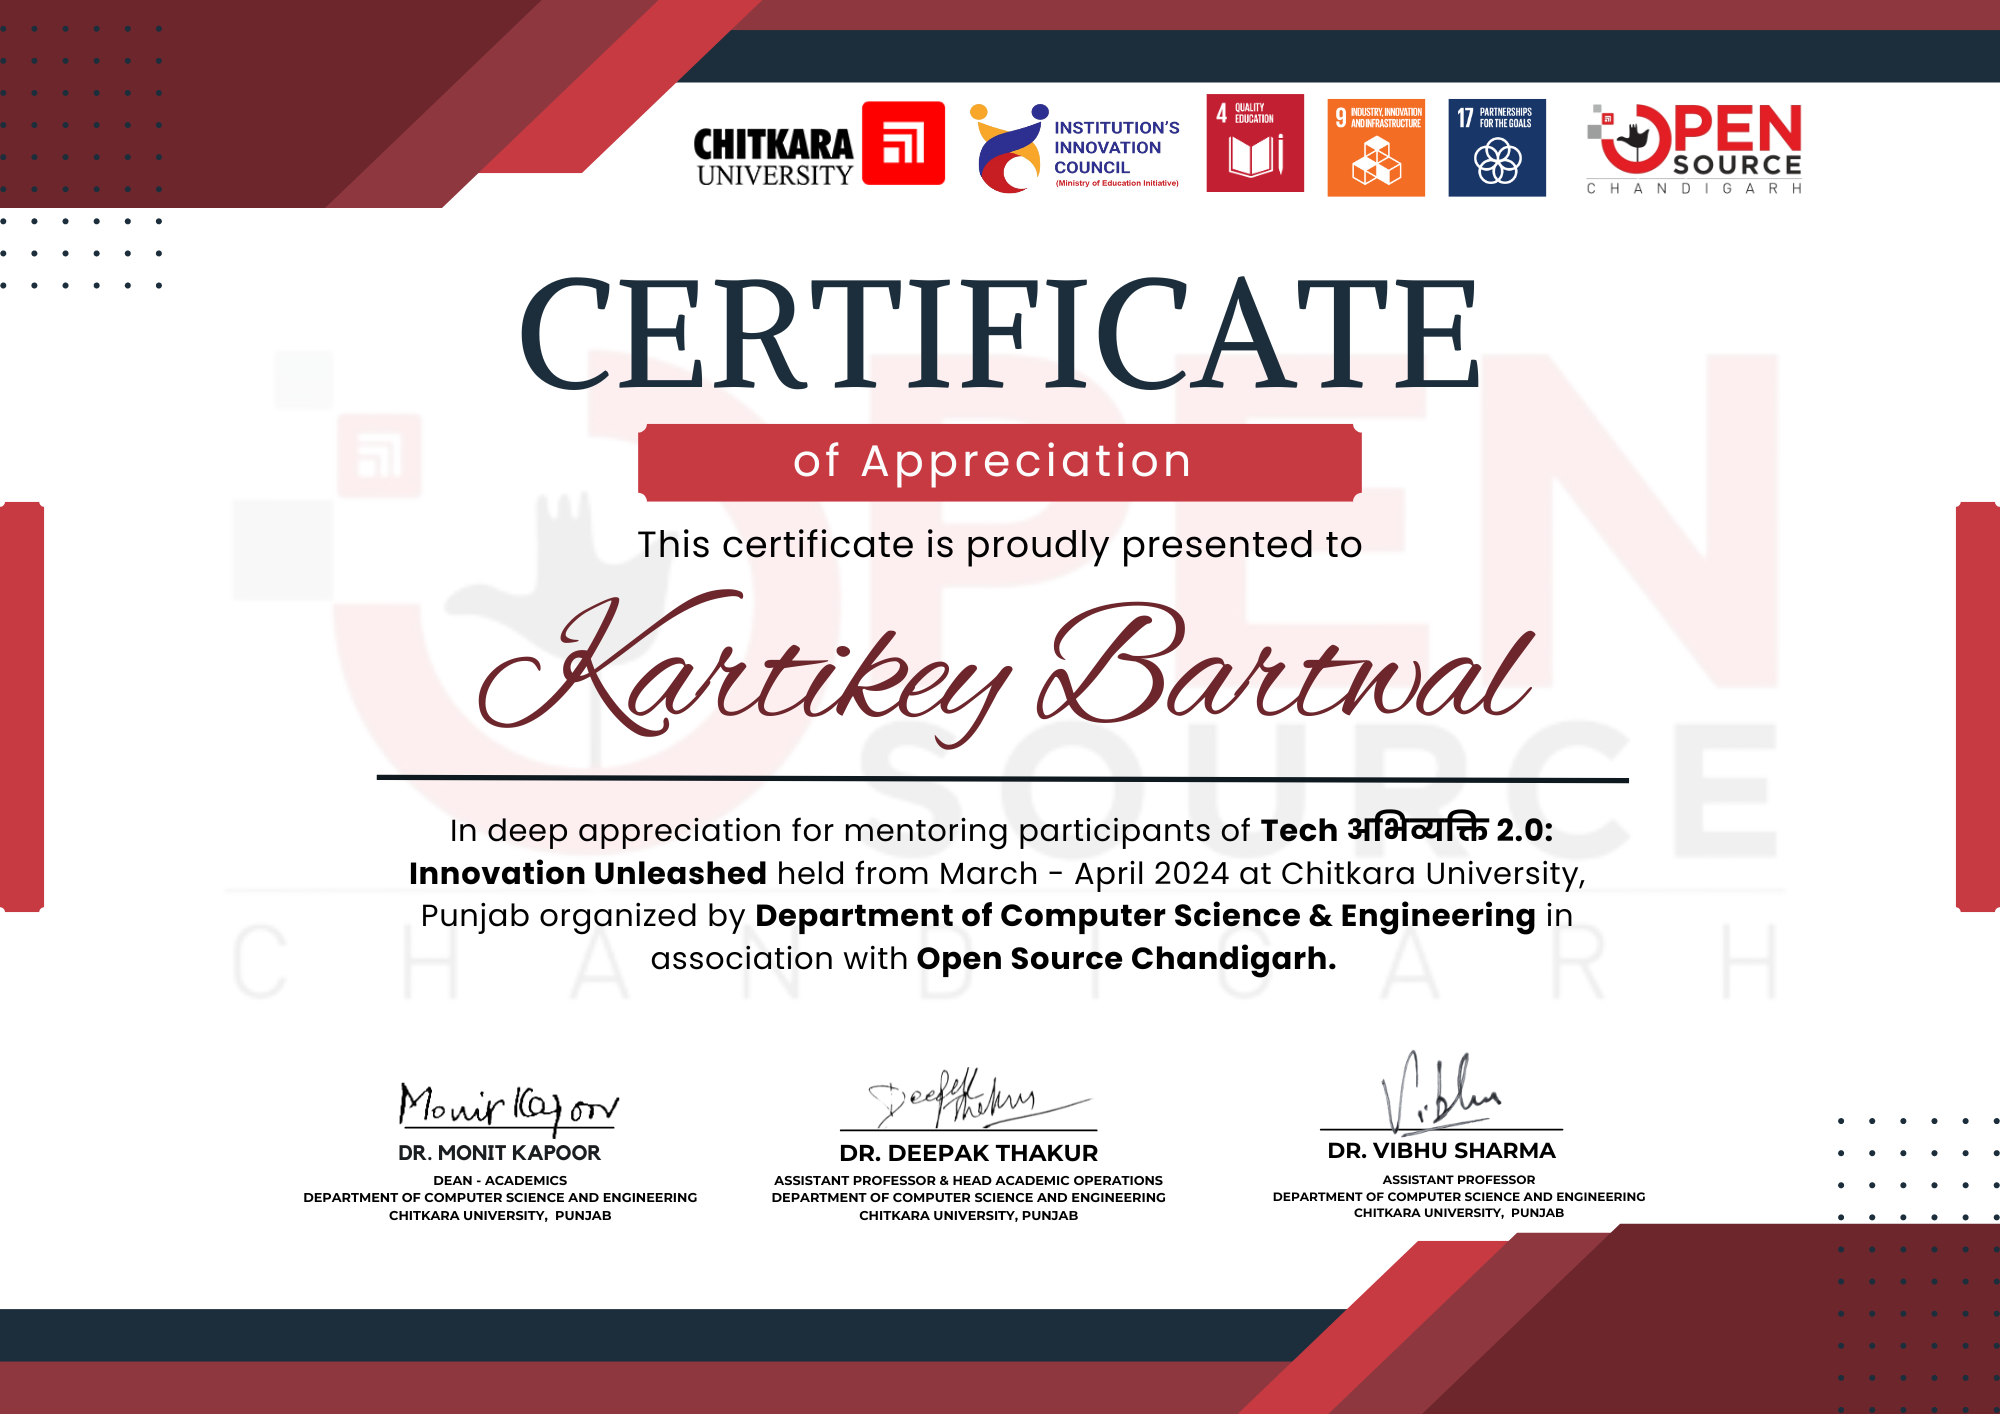 CHITKARA
UNIVERSITY
INSTITUTION'S
INNOVATION
COUNCIL
(Ministry of Education Initiative)
4 QUALITY
EDUCATION
9 INDUSTRY, INNOVATION
AND INFRASTRUCTURE
17 PARTNERSHIPS
FOR THE GOALS
OPEN
SOURCE
CHANDIGARH
CERTIFICATE
of Appreciation
This certificate is proudly presented to
Kartikey Bartwal
In deep appreciation for mentoring participants of Tech अभिव्यक्ति 2.0:
Innovation Unleashed held from March - April 2024 at Chitkara University,
Punjab organized by Department of Computer Science & Engineering in
association with Open Source Chandigarh.
OPEN
SOURCE
CHANDIGARH
Monit Kapoor
DR. MONIT KAPOOR
DEAN - ACADEMICS
DEPARTMENT OF COMPUTER SCIENCE AND ENGINEERING
CHITKARA UNIVERSITY, PUNJAB
Deepak
Thakur
DR. DEEPAK THAKUR
ASSISTANT PROFESSOR & HEAD ACADEMIC OPERATIONS
DEPARTMENT OF COMPUTER SCIENCE AND ENGINEERING
CHITKARA UNIVERSITY, PUNJAB
Vibhu
DR. VIBHU SHARMA
ASSISTANT PROFESSOR
DEPARTMENT OF COMPUTER SCIENCE AND ENGINEERING
CHITKARA UNIVERSITY, PUNJAB